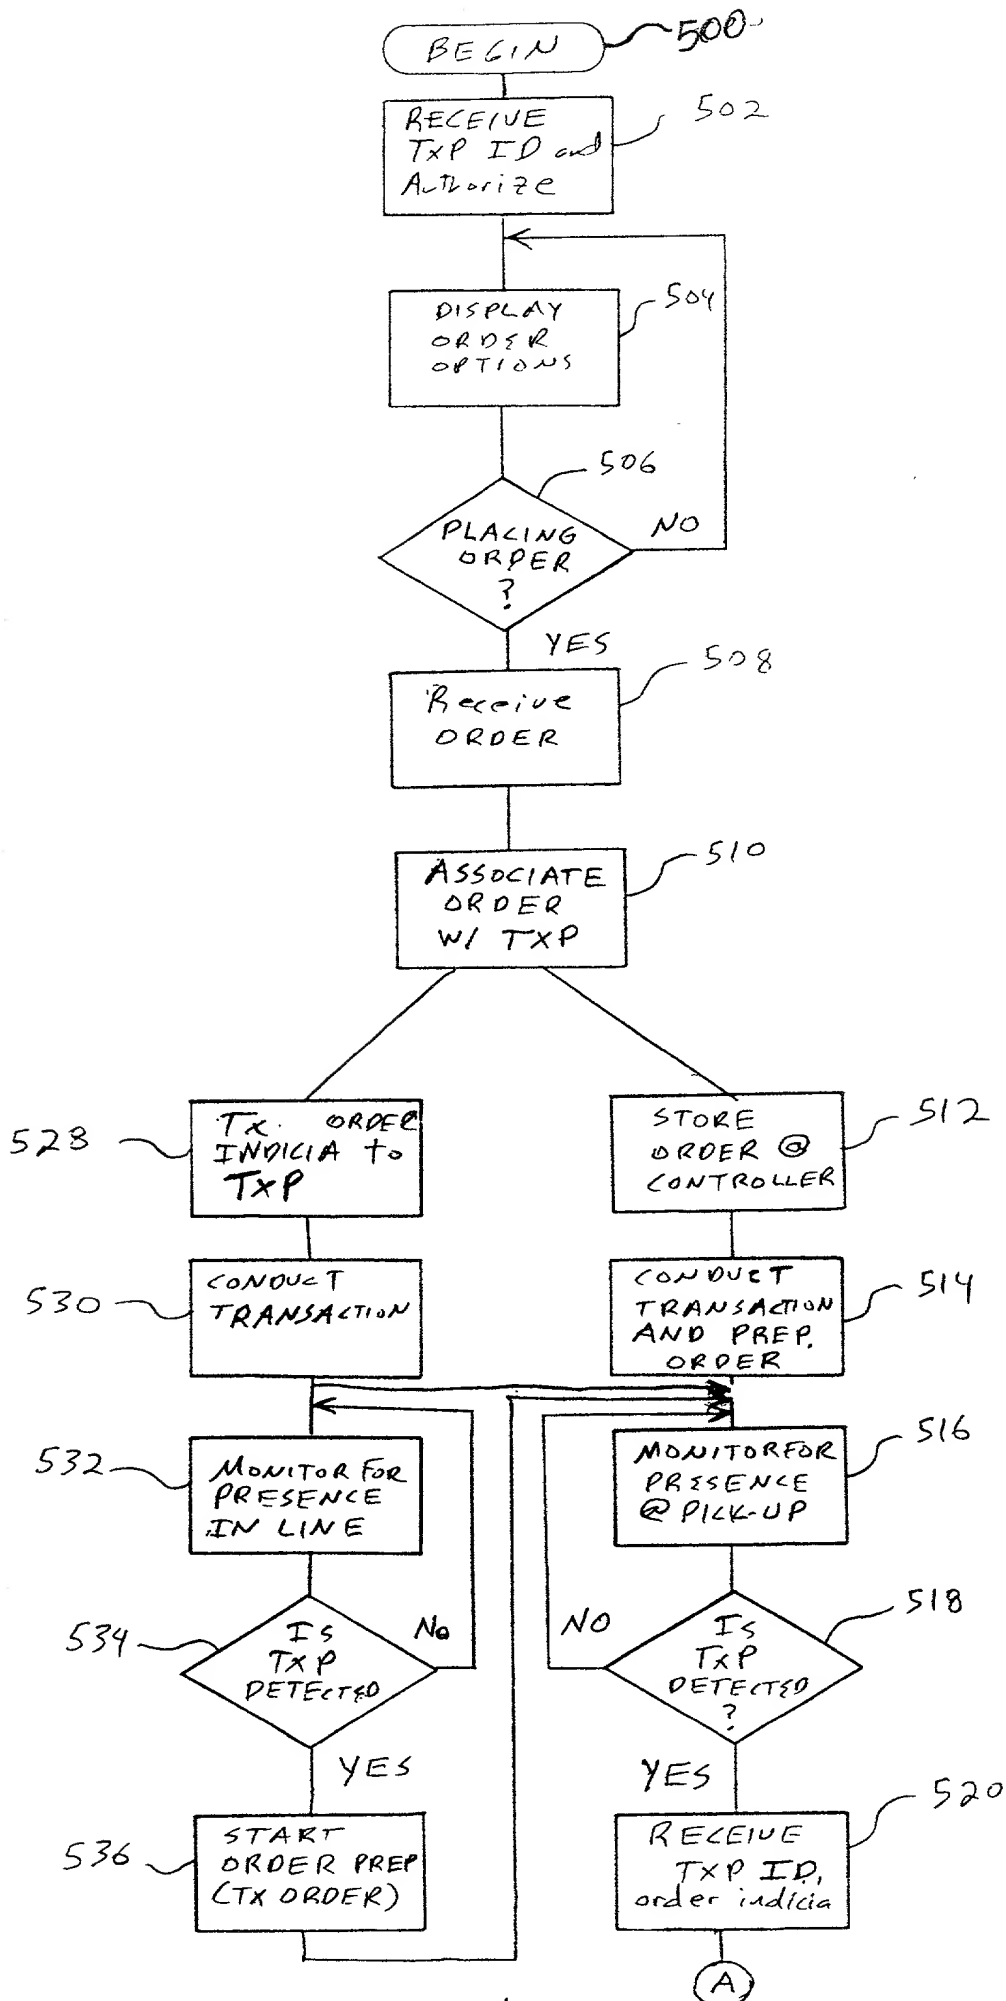 BEGIN
500
RECEIVE
TxP ID and
Authorize
502
DISPLAY
ORDER
OPTIONS
504
506
PLACING
ORDER
?
NO
YES
Receive
ORDER
508
ASSOCIATE
ORDER
W/ TXP
510
528
Tx. ORDER
INDICIA to
TXP
STORE
ORDER @
CONTROLLER
512
530
CONDUCT
TRANSACTION
CONDUCT
TRANSACTION
AND PREP.
ORDER
514
532
MONITOR FOR
PRESENCE
IN LINE
MONITOR FOR
PRESENCE
@ PICK-UP
516
534
Is
TXP
DETECTED
No
YES
NO
Is
TXP
DETECTED
?
518
YES
536
START
ORDER PREP
(TX ORDER)
RECEIVE
TXP ID,
order indicia
520
A